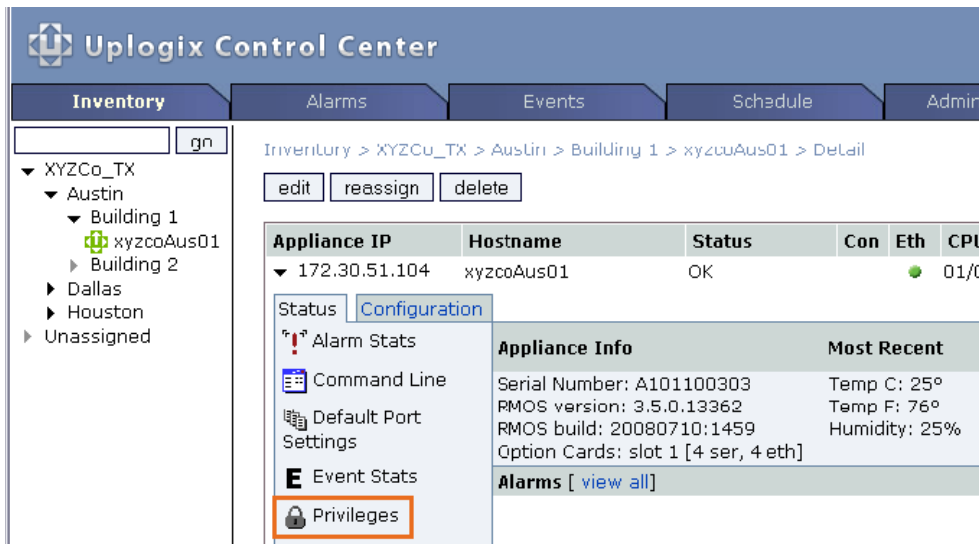 Uplogix Control Center
Inventory Alarms Events Schedule Admin
go
Inventory > XYZCo_TX > Austin > Building 1 > xyzcoAus01 > Detail
edit reassign delete
XYZCo_TX
Austin
Building 1
xyzcoAus01
Building 2
Dallas
Houston
Unassigned
Appliance IP Hostname Status Con Eth CPU
172.30.51.104 xyzcoAus01 OK 01/0
Status Configuration
Alarm Stats
Command Line
Default Port
Settings
E Event Stats
Privileges
Appliance Info Most Recent
Serial Number: A101100303 Temp C: 25º
RMOS version: 3.5.0.13362 Temp F: 76º
RMOS build: 20080710:1459 Humidity: 25%
Option Cards: slot 1 [4 ser, 4 eth]
Alarms [ view all]